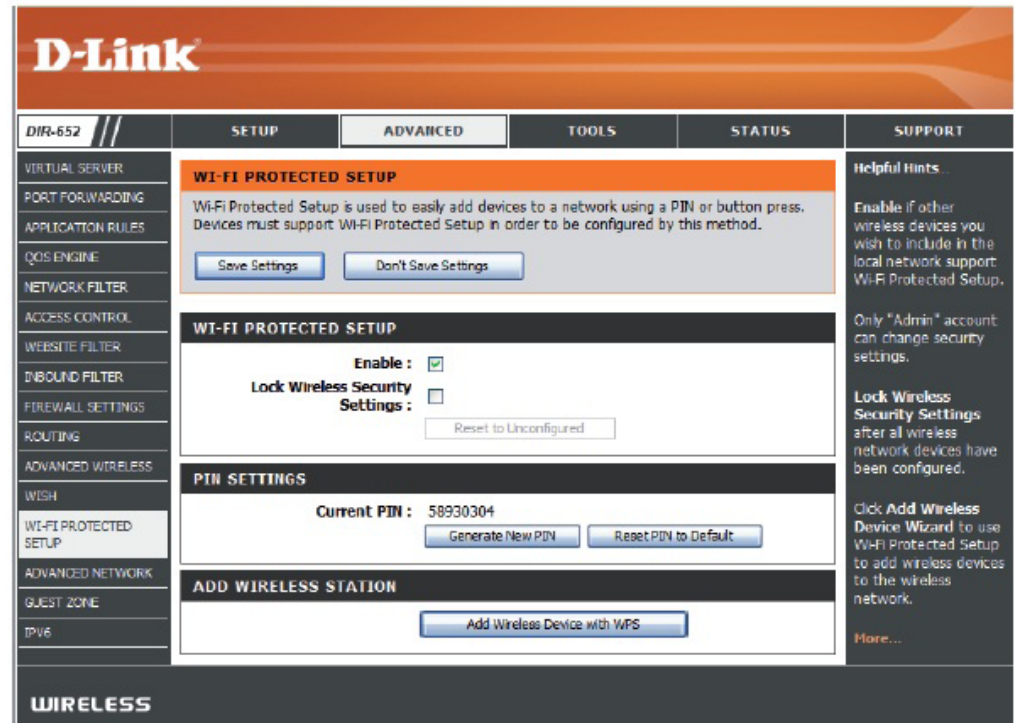 D-Link
DIR-652
SETUP
ADVANCED
TOOLS
STATUS
SUPPORT
VIRTUAL SERVER
PORT FORWARDING
APPLICATION RULES
QOS ENGINE
NETWORK FILTER
ACCESS CONTROL
WEBSITE FILTER
INBOUND FILTER
FIREWALL SETTINGS
ROUTING
ADVANCED WIRELESS
WISH
WI-FI PROTECTED
SETUP
ADVANCED NETWORK
GUEST ZONE
IPV6
WI-FI PROTECTED SETUP
Wi-Fi Protected Setup is used to easily add devices to a network using a PIN or button press.
Devices must support Wi-Fi Protected Setup in order to be configured by this method.
Save Settings
Don't Save Settings
WI-FI PROTECTED SETUP
Enable :
Lock Wireless Security
Settings :
Reset to Unconfigured
PIN SETTINGS
Current PIN : 58930304
Generate New PIN
Reset PIN to Default
ADD WIRELESS STATION
Add Wireless Device with WPS
Helpful Hints...
Enable if other
wireless devices you
wish to include in the
local network support
Wi-Fi Protected Setup.
Only "Admin" account
can change security
settings.
Lock Wireless
Security Settings
after all wireless
network devices have
been configured.
Click Add Wireless
Device Wizard to use
Wi-Fi Protected Setup
to add wireless devices
to the wireless
network.
More...
WIRELESS